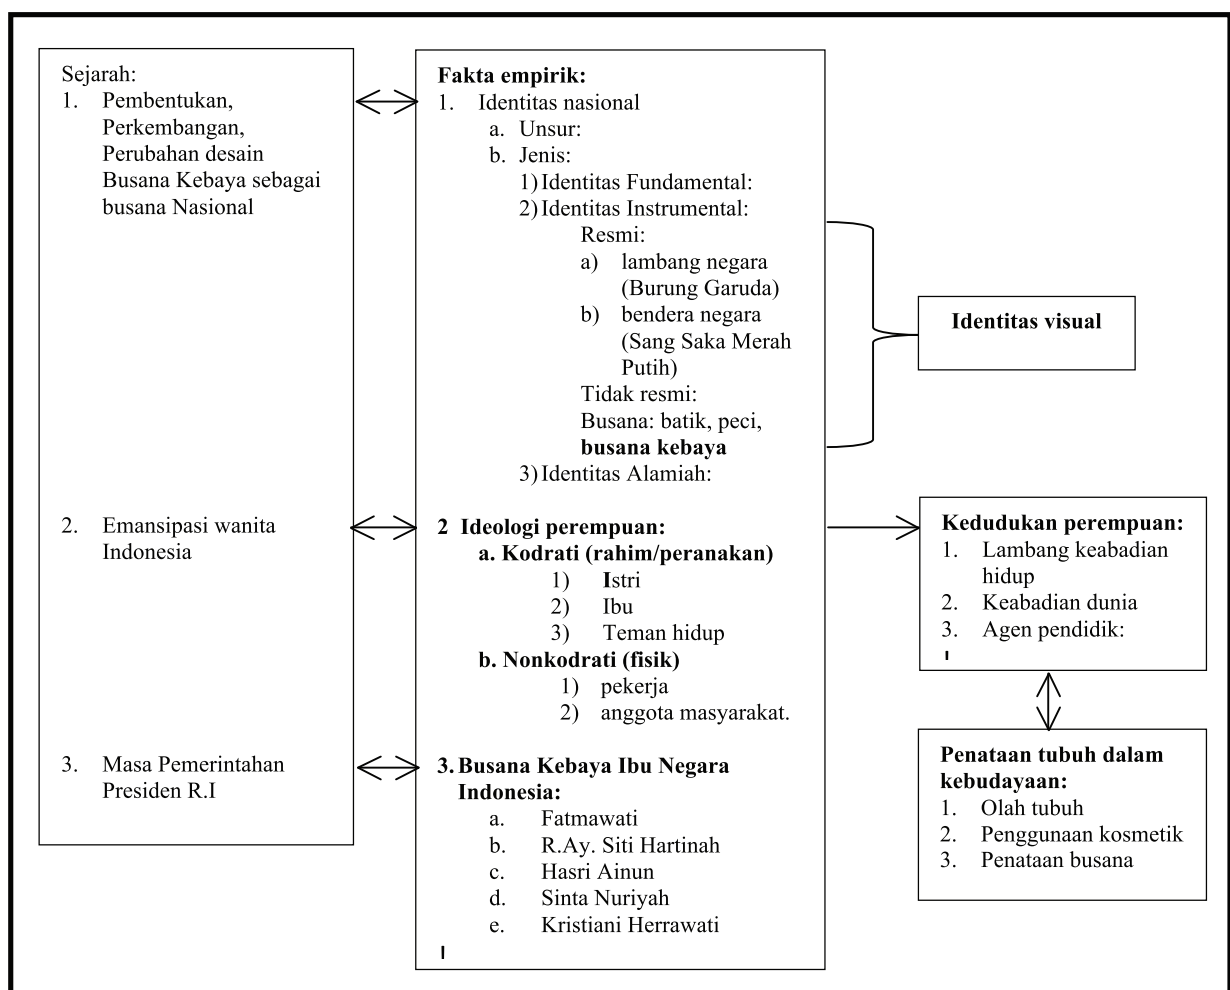 Sejarah:
1. Pembentukan,
Perkembangan,
Perubahan desain
Busana Kebaya sebagai
busana Nasional
2. Emansipasi wanita
Indonesia
3. Masa Pemerintahan
Presiden R.I
Fakta empirik:
1. Identitas nasional
a. Unsur:
b. Jenis:
1) Identitas Fundamental:
2) Identitas Instrumental:
Resmi:
a) lambang negara
(Burung Garuda)
b) bendera negara
(Sang Saka Merah
Putih)
Tidak resmi:
Busana: batik, peci,
busana kebaya
3) Identitas Alamiah:
2 Ideologi perempuan:
a. Kodrati (rahim/peranakan)
1) Istri
2) Ibu
3) Teman hidup
b. Nonkodrati (fisik)
1) pekerja
2) anggota masyarakat.
3. Busana Kebaya Ibu Negara
Indonesia:
a. Fatmawati
b. R.Ay. Siti Hartinah
c. Hasri Ainun
d. Sinta Nuriyah
e. Kristiani Herrawati
Identitas visual
Kedudukan perempuan:
1. Lambang keabadian
hidup
2. Keabadian dunia
3. Agen pendidik:
Penataan tubuh dalam
kebudayaan:
1. Olah tubuh
2. Penggunaan kosmetik
3. Penataan busana